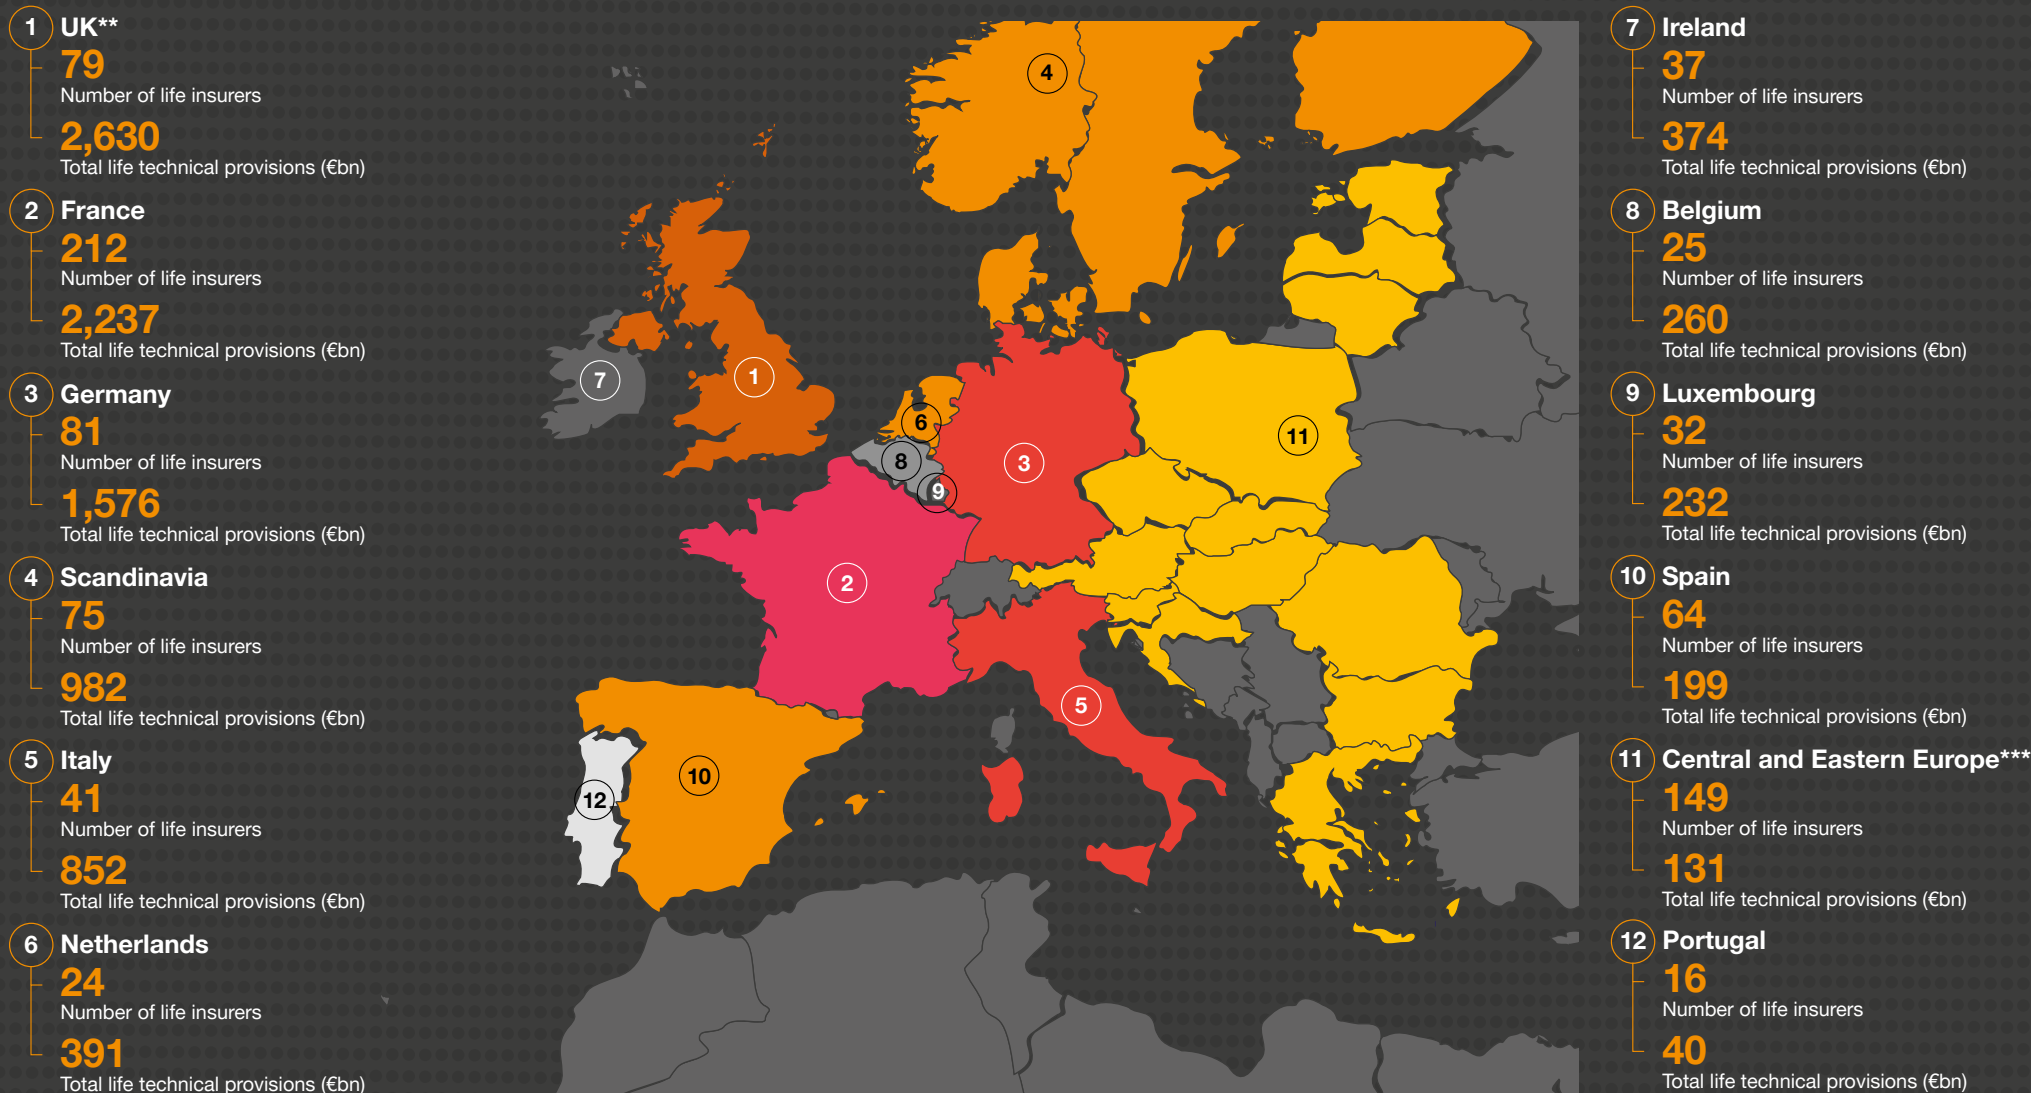 1 UK**
79
Number of life insurers
2,630
Total life technical provisions (€bn)
2 France
212
Number of life insurers
2,237
Total life technical provisions (€bn)
3 Germany
81
Number of life insurers
1,576
Total life technical provisions (€bn)
4 Scandinavia
75
Number of life insurers
982
Total life technical provisions (€bn)
5 Italy
41
Number of life insurers
852
Total life technical provisions (€bn)
6 Netherlands
24
Number of life insurers
391
Total life technical provisions (€bn)
4
7
1
6
8
3
11
9
2
5
10
12
7 Ireland
37
Number of life insurers
374
Total life technical provisions (€bn)
8 Belgium
25
Number of life insurers
260
Total life technical provisions (€bn)
9 Luxembourg
32
Number of life insurers
232
Total life technical provisions (€bn)
10 Spain
64
Number of life insurers
199
Total life technical provisions (€bn)
11 Central and Eastern Europe***
149
Number of life insurers
131
Total life technical provisions (€bn)
12 Portugal
16
Number of life insurers
40
Total life technical provisions (€bn)